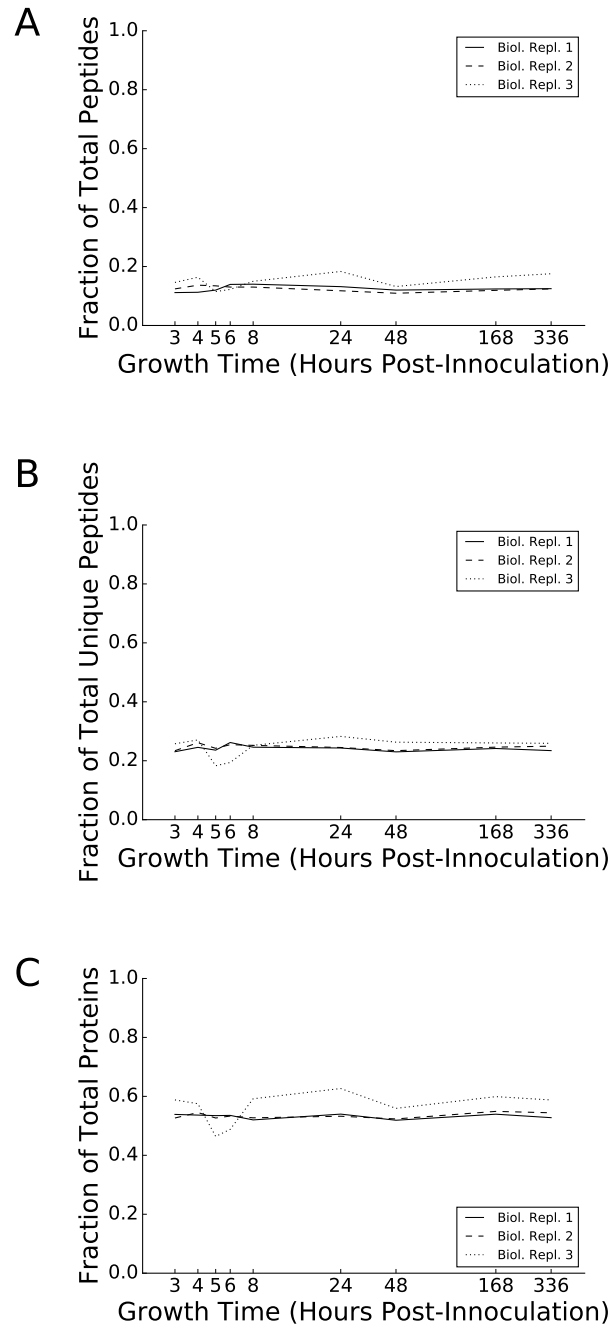 A
Fraction of Total Peptides
1.0
0.8
0.6
0.4
0.2
0.0
Biol. Repl. 1
Biol. Repl. 2
Biol. Repl. 3
3 4 5 6 8 24 48 168 336
Growth Time (Hours Post-Innoculation)
B
Fraction of Total Unique Peptides
1.0
0.8
0.6
0.4
0.2
0.0
Biol. Repl. 1
Biol. Repl. 2
Biol. Repl. 3
3 4 5 6 8 24 48 168 336
Growth Time (Hours Post-Innoculation)
C
Fraction of Total Proteins
1.0
0.8
0.6
0.4
0.2
0.0
Biol. Repl. 1
Biol. Repl. 2
Biol. Repl. 3
3 4 5 6 8 24 48 168 336
Growth Time (Hours Post-Innoculation)